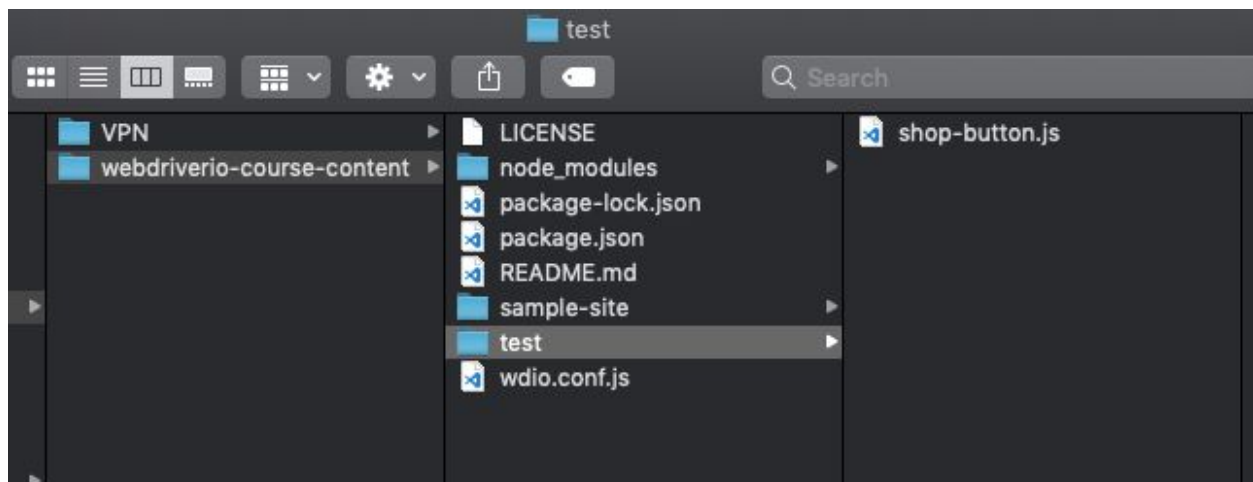 test
Search
VPN
webdriverio-course-content
LICENSE
node_modules
package-lock.json
package.json
README.md
sample-site
test
wdio.conf.js
shop-button.js